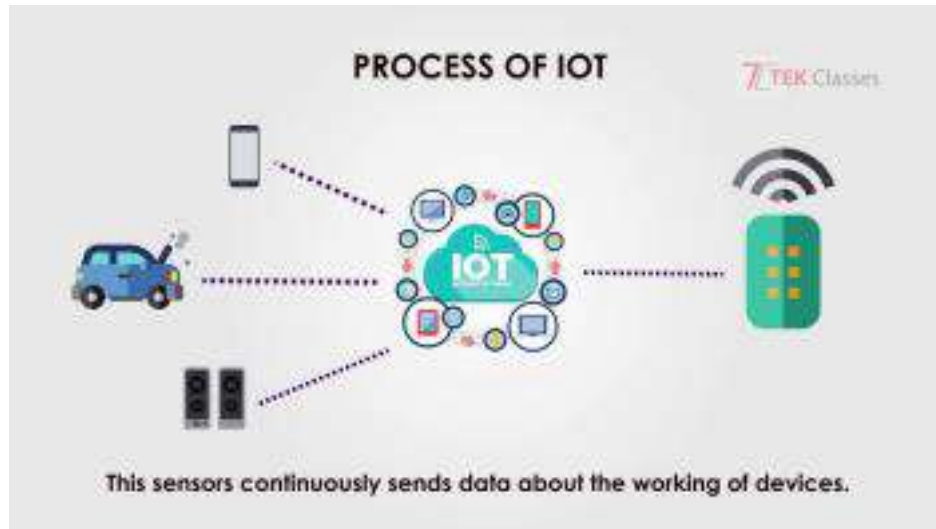 PROCESS OF IOT
TEK Classes
IOT
This sensors continuously sends data about the working of devices.